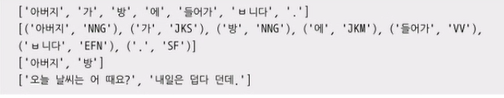 ['아버지', '가', '방', '에', '들어가', 'ㅂ니다', '.']
[('아버지', 'NNG'), ('가', 'JKS'), ('방', 'NNG'), ('에', 'JKM'), ('들어가', 'VV'),
('ㅂ니다', 'EFN'), ('.', 'SF')]
['아버지', '방']
['오늘 날씨는 어 때요?', '내일은 덥다 던데.']